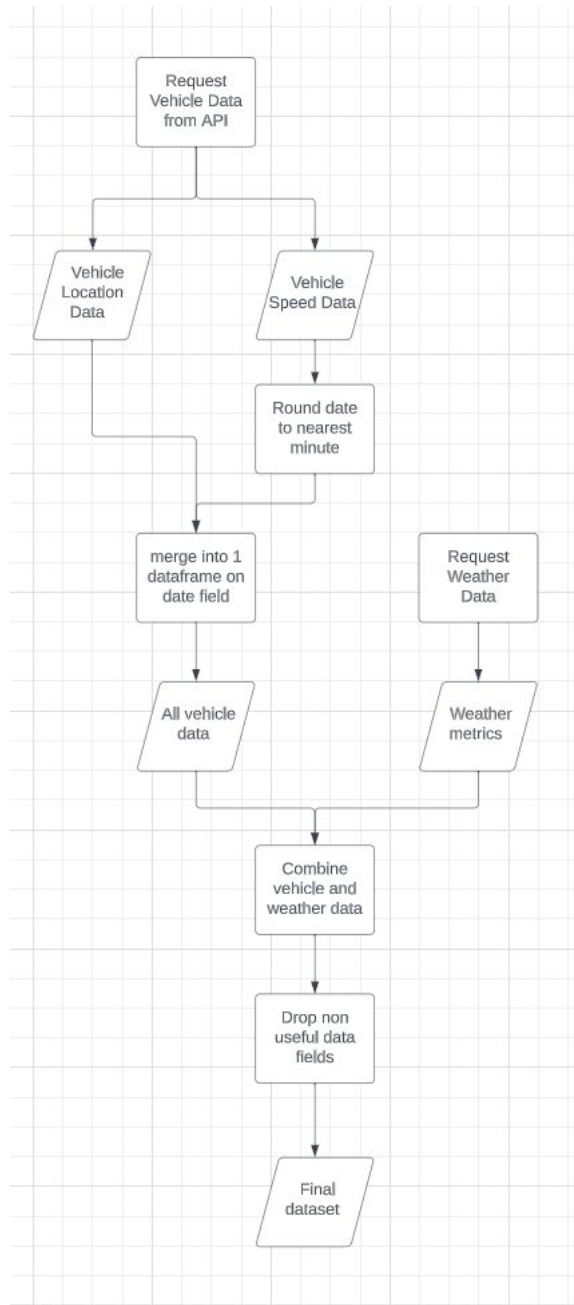 Request
Vehicle Data
from API
Vehicle
Location
Data
Vehicle
Speed Data
Round date
to nearest
minute
merge into 1
dataframe on
date field
Request
Weather
Data
All vehicle
data
Weather
metrics
Combine
vehicle and
weather data
Drop non
useful data
fields
Final
dataset